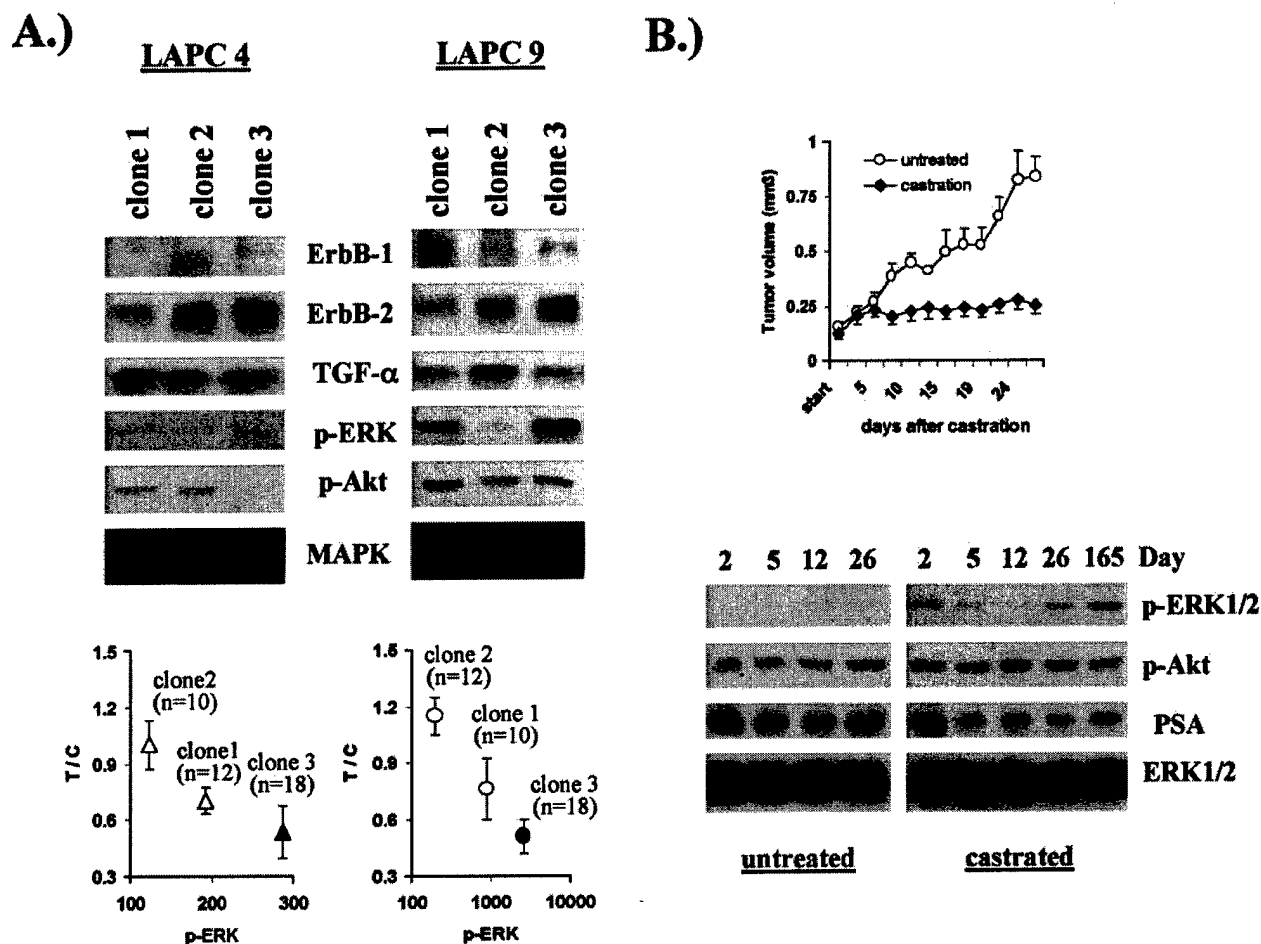 A.)
LAPC 4
LAPC 9
clone 1
clone 2
clone 3
clone 1
clone 2
clone 3
ErbB-1
ErbB-2
TGF-α
p-ERK
p-Akt
MAPK
1.5
1.2
0.9
0.6
0.3
T / C
clone2
(n=10)
clone1
(n=12)
clone 3
(n=18)
100 200 300
p-ERK
1.5
1.2
0.9
0.6
0.3
T / C
clone 2
(n=12)
clone 1
(n=10)
clone 3
(n=18)
100 1000 10000
p-ERK
B.)
1
0.75
0.5
0.25
0
Tumor volume (mm3)
untreated
castration
start 5 10 15 19 24
days after castration
2 5 12 26 2 5 12 26 165 Day
p-ERK1/2
p-Akt
PSA
ERK1/2
untreated castrated